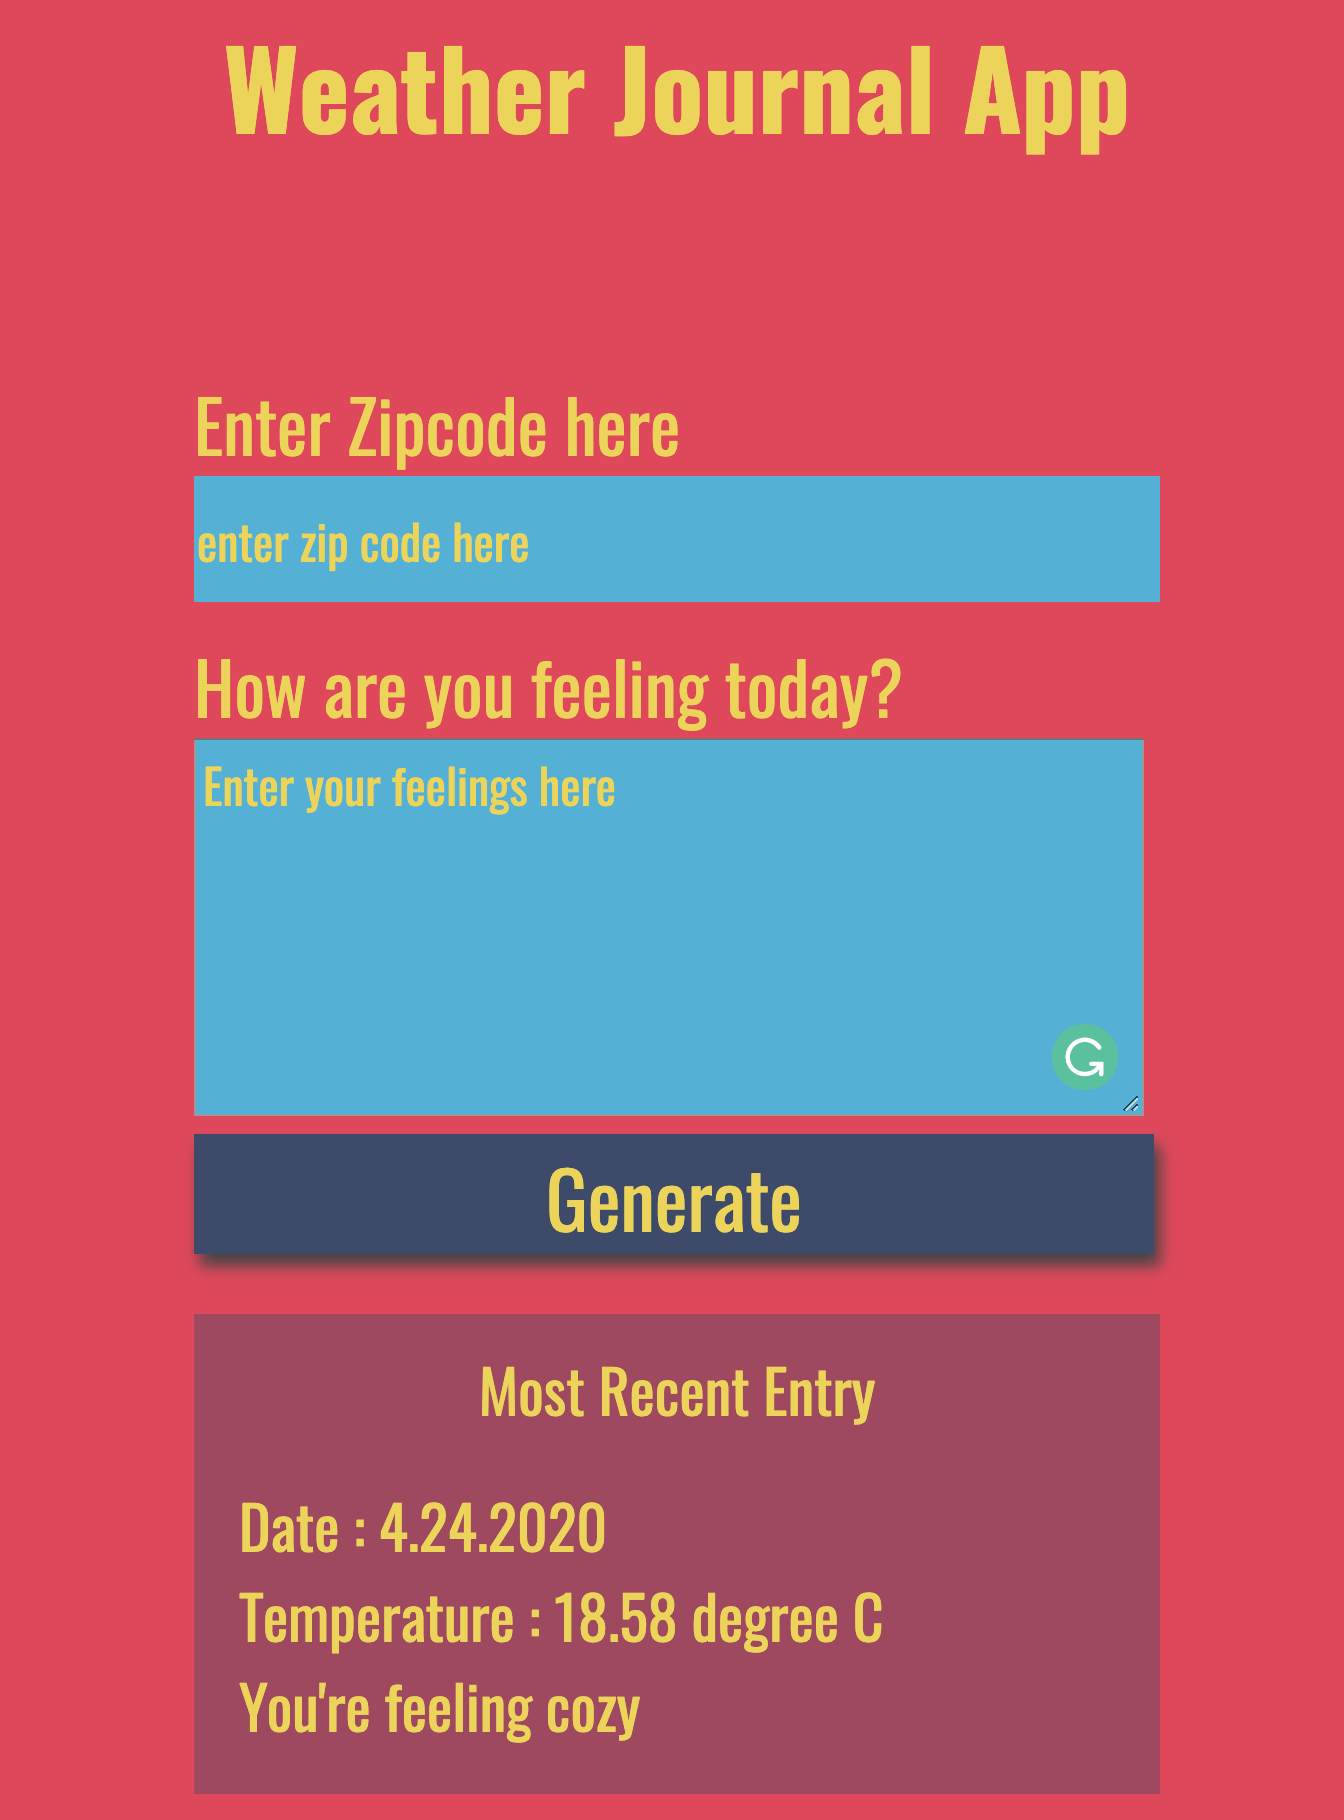 Weather Journal App
Enter Zipcode here
enter zip code here
How are you feeling today?
Enter your feelings here
Generate
Most Recent Entry
Date : 4.24.2020
Temperature : 18.58 degree C
You're feeling cozy